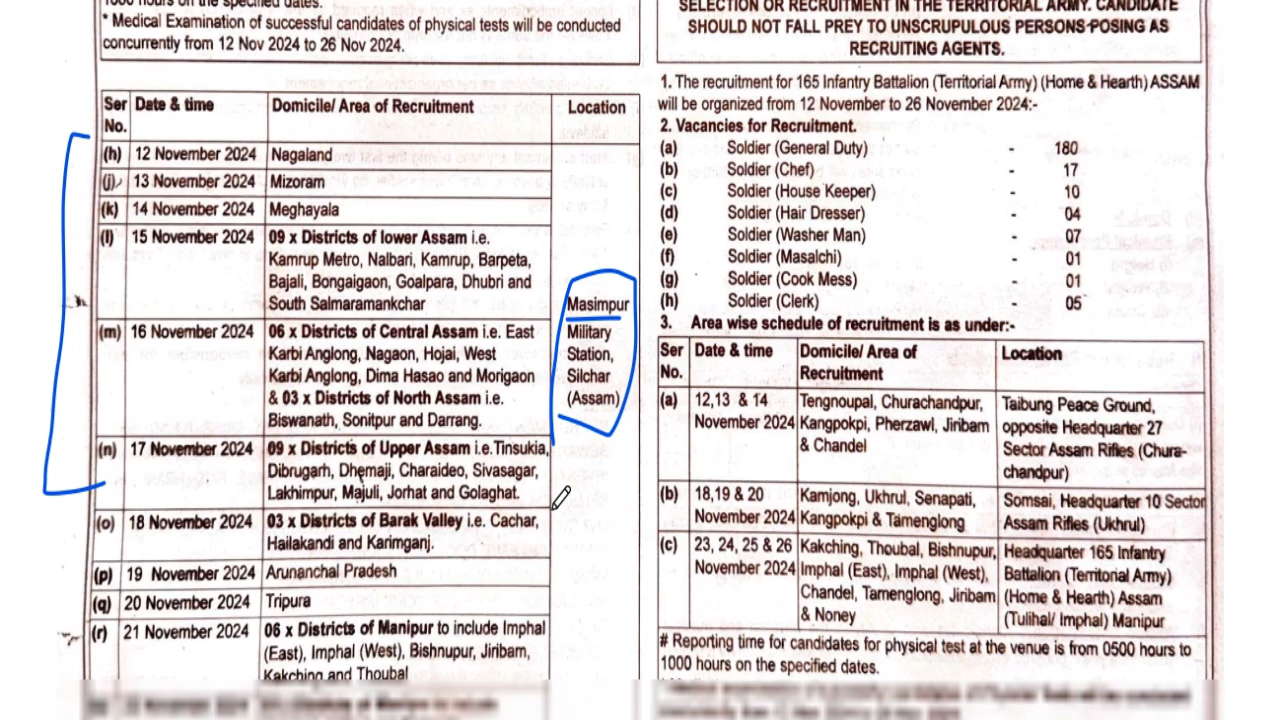 1000 hours on the specified dates.
* Medical Examination of successful candidates of physical tests will be conducted
concurrently from 12 Nov 2024 to 26 Nov 2024.
Ser No. Date & time Domicile/ Area of Recruitment Location
(h) 12 November 2024 Nagaland
(j) 13 November 2024 Mizoram
(k) 14 November 2024 Meghayala
(l) 15 November 2024 09 x Districts of lower Assam i.e.
Kamrup Metro, Nalbari, Kamrup, Barpeta,
Bajali, Bongaigaon, Goalpara, Dhubri and
South Salmaramankchar Masimpur
(m) 16 November 2024 06 x Districts of Central Assam i.e. East Military
Karbi Anglong, Nagaon, Hojai, West Station,
Karbi Anglong, Dima Hasao and Morigaon Silchar
& 03 x Districts of North Assam i.e. (Assam)
Biswanath, Sonitpur and Darrang.
(n) 17 November 2024 09 x Districts of Upper Assam i.e.Tinsukia,
Dibrugarh, Dhemaji, Charaideo, Sivasagar,
Lakhimpur, Majuli, Jorhat and Golaghat.
(o) 18 November 2024 03 x Districts of Barak Valley i.e. Cachar,
Hailakandi and Karimganj.
(p) 19 November 2024 Arunanchal Pradesh
(q) 20 November 2024 Tripura
(r) 21 November 2024 06 x Districts of Manipur to include Imphal
(East), Imphal (West), Bishnupur, Jiribam,
Kakching and Thoubal
SELECTION OR RECRUITMENT IN THE TERRITORIAL ARMY. CANDIDATE
SHOULD NOT FALL PREY TO UNSCRUPULOUS PERSONS POSING AS
RECRUITING AGENTS.
1. The recruitment for 165 Infantry Battalion (Territorial Army) (Home & Hearth) ASSAM
will be organized from 12 November to 26 November 2024:-
2. Vacancies for Recruitment.
(a) Soldier (General Duty) - 180
(b) Soldier (Chef) - 17
(c) Soldier (House Keeper) - 10
(d) Soldier (Hair Dresser) - 04
(e) Soldier (Washer Man) - 07
(f) Soldier (Masalchi) - 01
(g) Soldier (Cook Mess) - 01
(h) Soldier (Clerk) - 05
3. Area wise schedule of recruitment is as under:-
Ser Date & time Domicile/ Area of Location
No. Recruitment
(a) 12,13 & 14 Tengnoupal, Churachandpur, Taibung Peace Ground,
November 2024 Kangpokpi, Pherzawl, Jiribam opposite Headquarter 27
& Chandel Sector Assam Rifles (Chura-
chandpur)
(b) 18,19 & 20 Kamjong, Ukhrul, Senapati, Somsai, Headquarter 10 Sector
November 2024 Kangpokpi & Tamenglong Assam Rifles (Ukhrul)
(c) 23, 24, 25 & 26 Kakching, Thoubal, Bishnupur, Headquarter 165 Infantry
November 2024 Imphal (East), Imphal (West), Battalion (Territorial Army)
Chandel, Tamenglong, Jiribam (Home & Hearth) Assam
& Noney (Tulihal/ Imphal) Manipur
# Reporting time for candidates for physical test at the venue is from 0500 hours to
1000 hours on the specified dates.